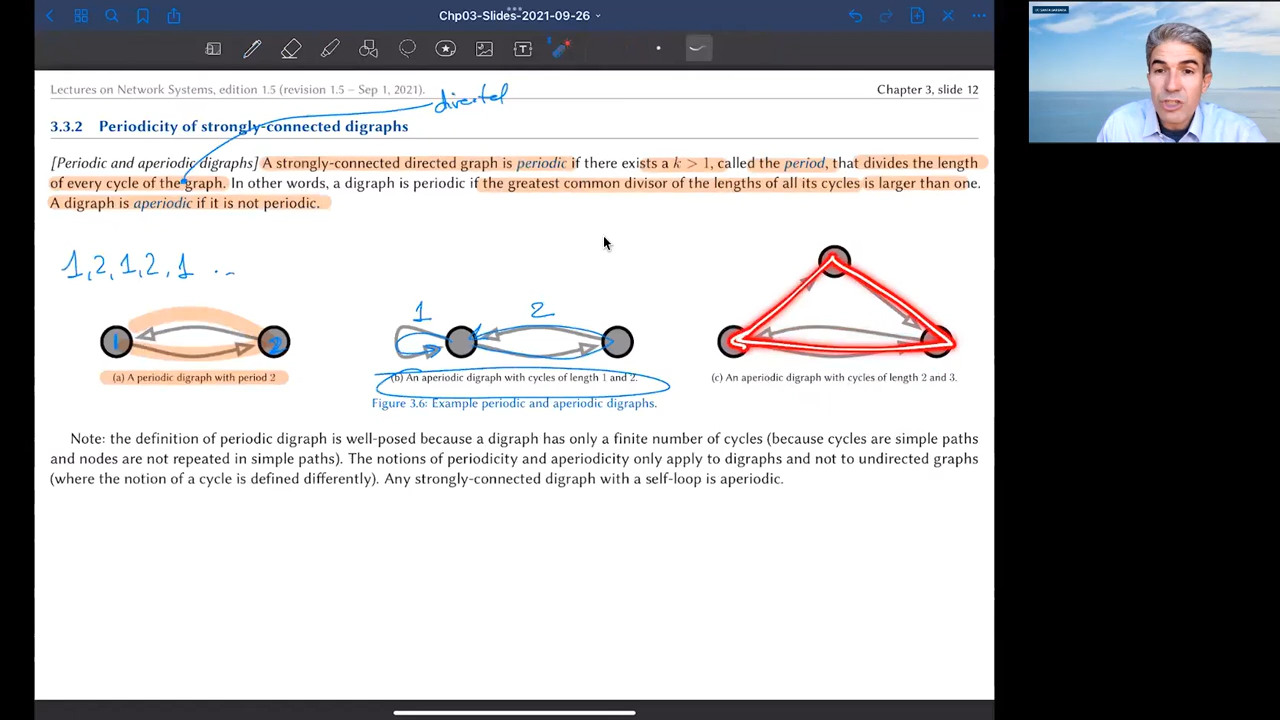 Chp03-Slides-2021-09-26
Lectures on Network Systems, edition 1.5 (revision 1.5 – Sep 1, 2021).
Chapter 3, slide 12
directed
3.3.2 Periodicity of strongly-connected digraphs
[Periodic and aperiodic digraphs] A strongly-connected directed graph is periodic if there exists a k > 1, called the period, that divides the length
of every cycle of the graph. In other words, a digraph is periodic if the greatest common divisor of the lengths of all its cycles is larger than one.
A digraph is aperiodic if it is not periodic.
1,2,1,2,1 ...
1 2
1 2
(a) A periodic digraph with period 2
(b) An aperiodic digraph with cycles of length 1 and 2.
(c) An aperiodic digraph with cycles of length 2 and 3.
Figure 3.6: Example periodic and aperiodic digraphs.
Note: the definition of periodic digraph is well-posed because a digraph has only a finite number of cycles (because cycles are simple paths
and nodes are not repeated in simple paths). The notions of periodicity and aperiodicity only apply to digraphs and not to undirected graphs
(where the notion of a cycle is defined differently). Any strongly-connected digraph with a self-loop is aperiodic.